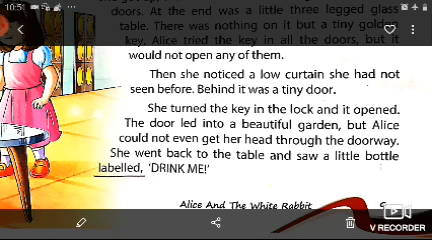 10:51
doors. At the end was a little three legged glass
table. There was nothing on it but a tiny golden
key. Alice tried the key in all the doors, but it
would not open any of them.
Then she noticed a low curtain she had not
seen before. Behind it was a tiny door.
She turned the key in the lock and it opened.
The door led into a beautiful garden, but Alice
could not even get her head through the doorway.
She went back to the table and saw a little bottle
labelled, 'DRINK ME!'
Alice And The White Rabbit
V RECORDER